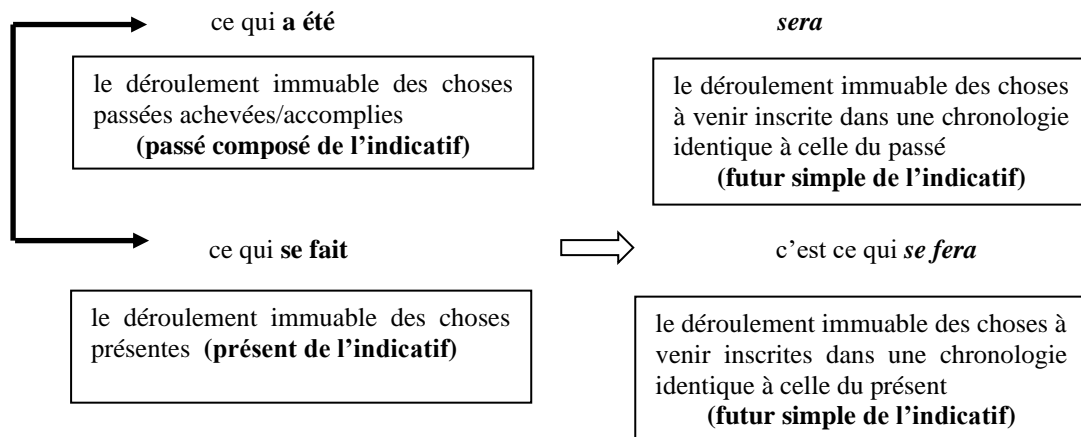 ce qui a été
sera
le déroulement immuable des choses
passées achevées/accomplies
(passé composé de l’indicatif)
le déroulement immuable des choses
à venir inscrite dans une chronologie
identique à celle du passé
(futur simple de l’indicatif)
ce qui se fait
c’est ce qui se fera
le déroulement immuable des choses
présentes (présent de l’indicatif)
le déroulement immuable des choses à
venir inscrites dans une chronologie
identique à celle du présent
(futur simple de l’indicatif)